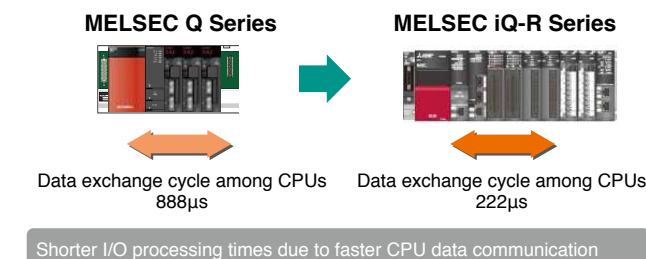 MELSEC Q Series
MELSEC iQ-R Series
Data exchange cycle among CPUs
888µs
Data exchange cycle among CPUs
222µs
Shorter I/O processing times due to faster CPU data communication